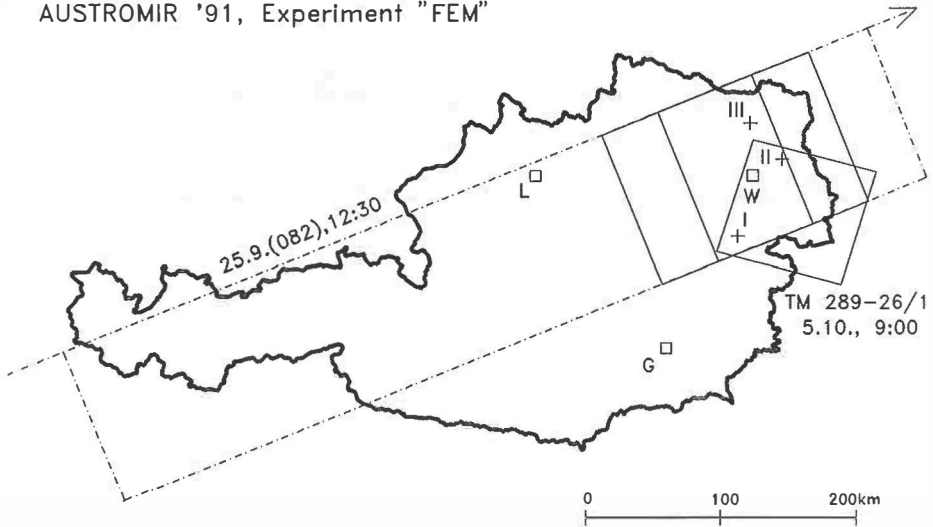 AUSTROMIR '91, Experiment "FEM"
III
II
L
W
I
25.9.(082),12:30
TM 289-26/1
5.10., 9:00
G
0 100 200km